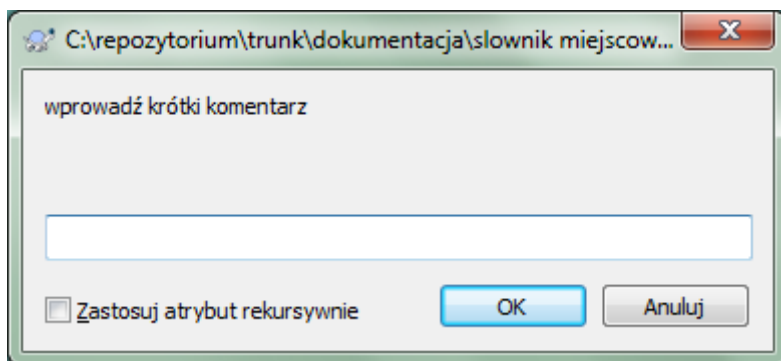 C:\repozytorium\trunk\dokumentacja\slownik miejscow...
wprowadź krótki komentarz
Zastosuj atrybut rekursywnie
OK
Anuluj